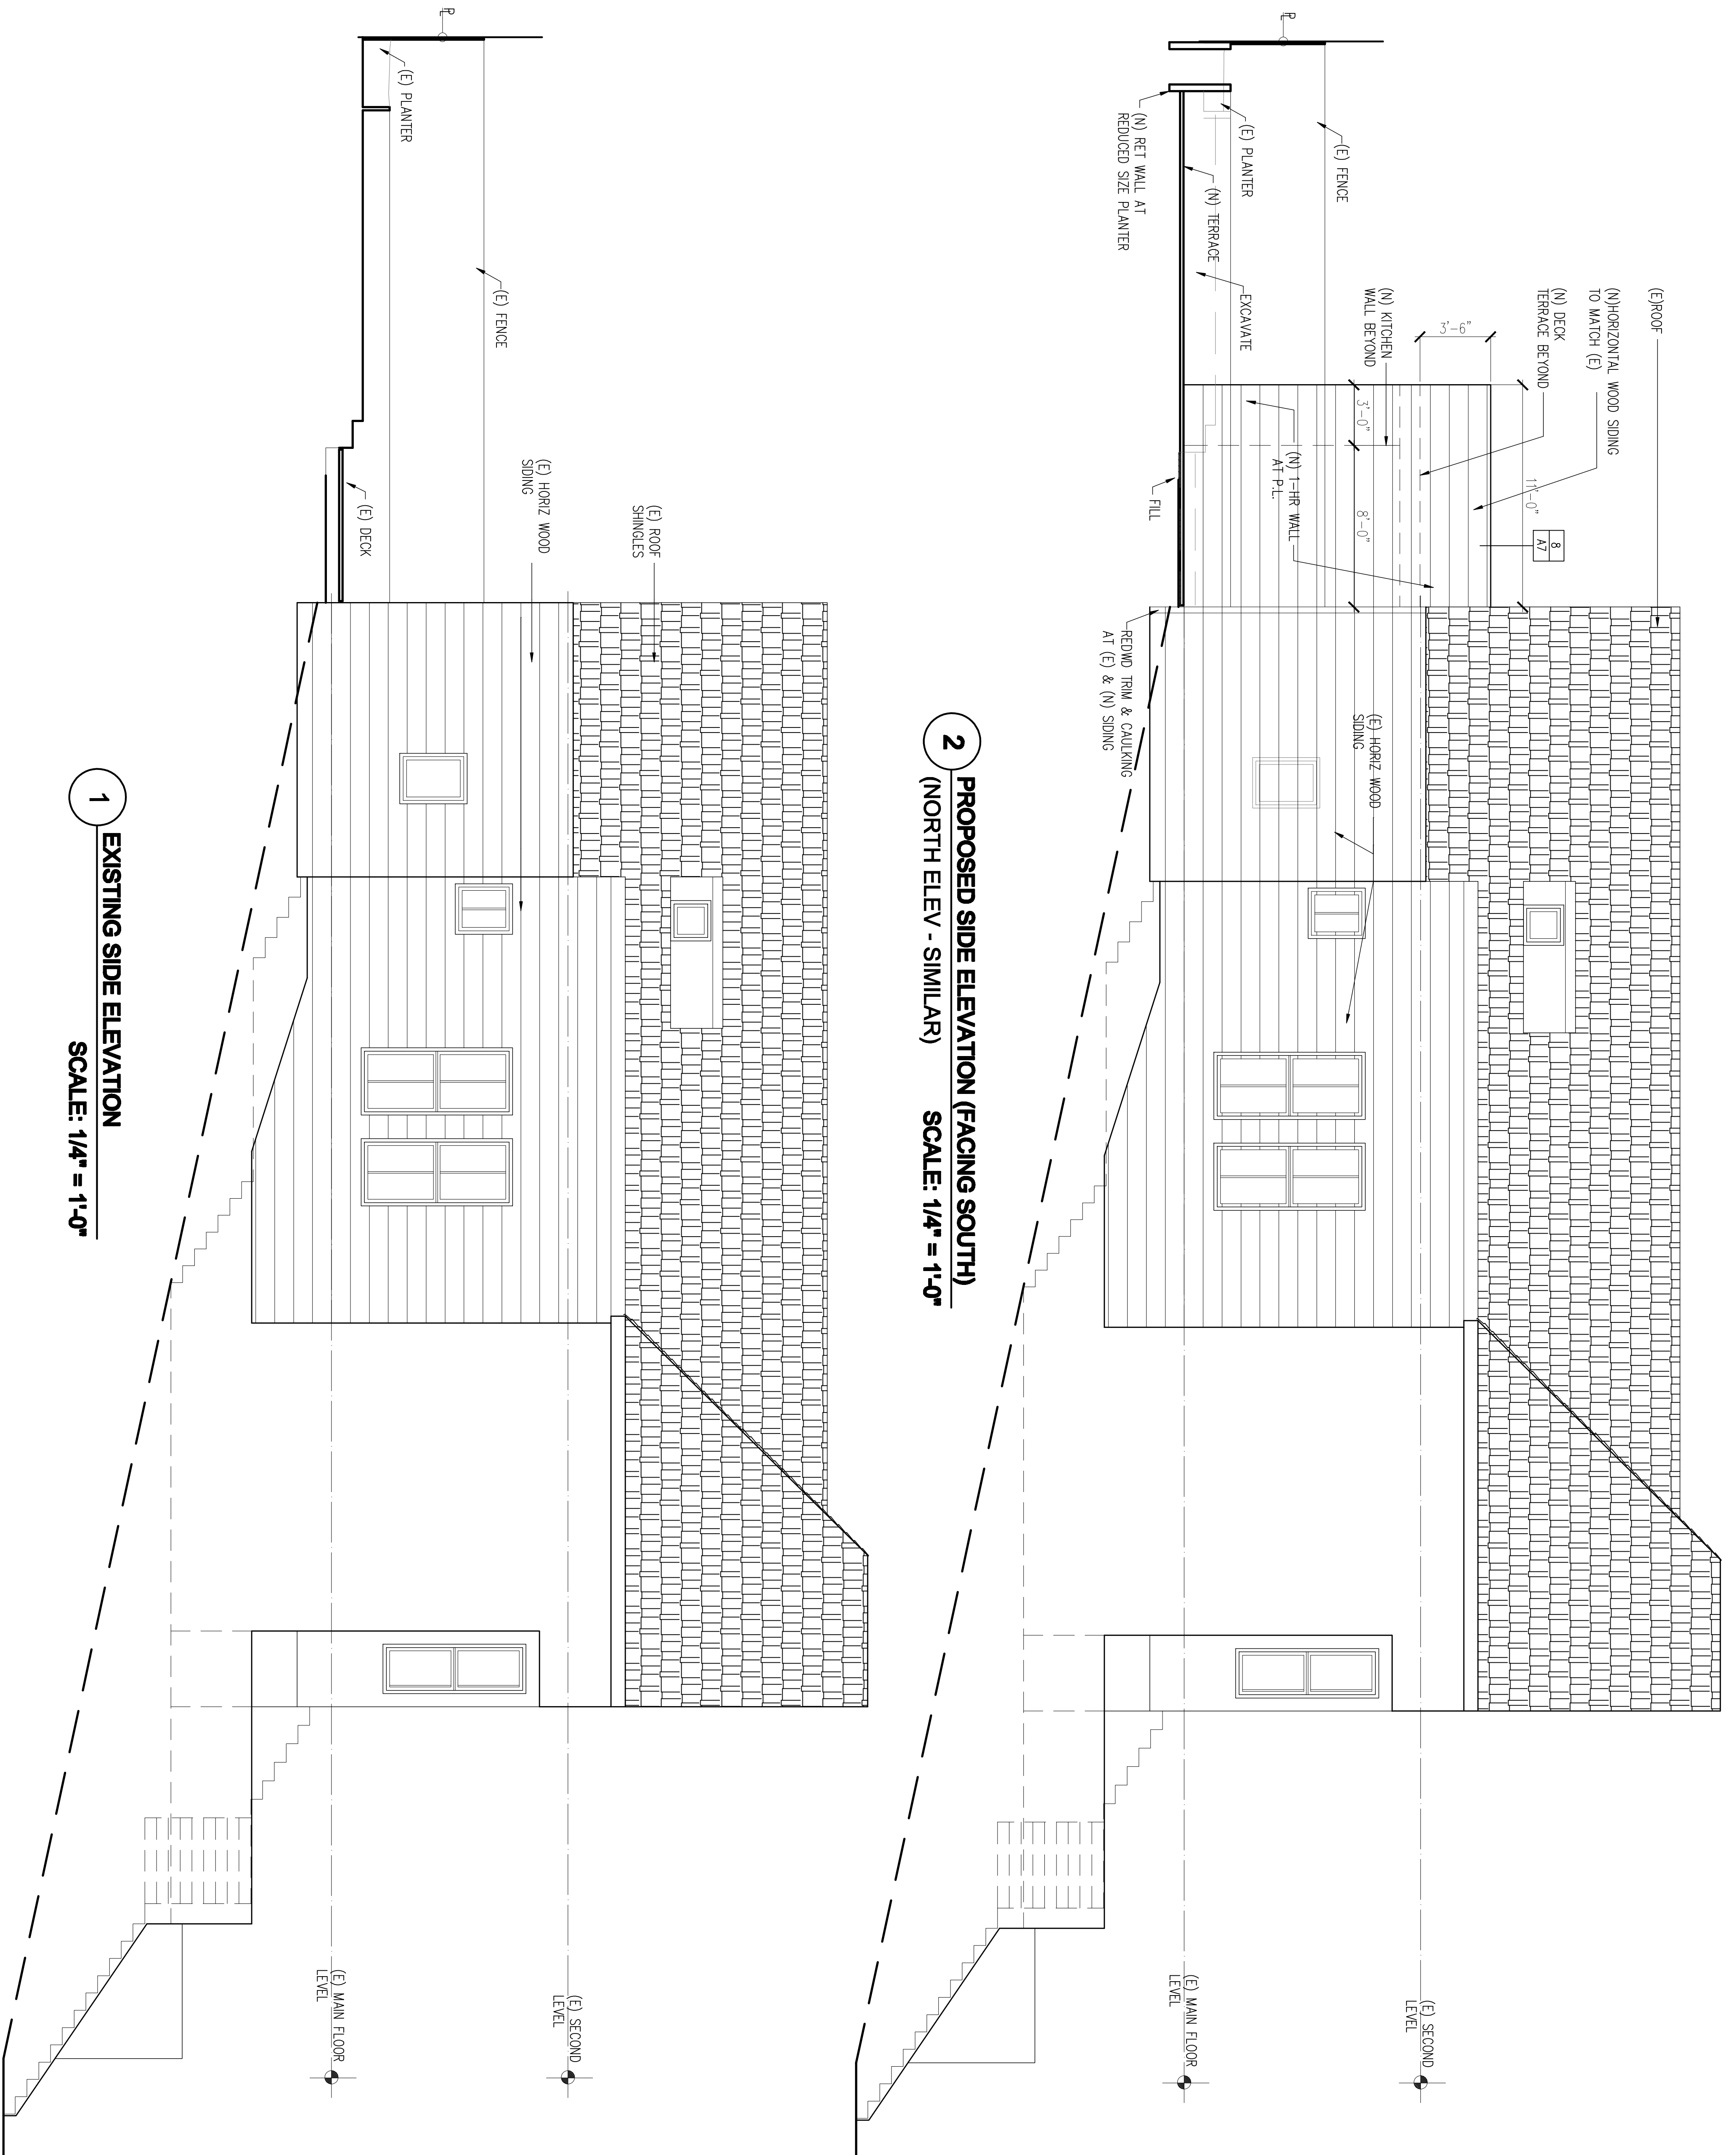 (E)ROOF
(N)HORIZONTAL WOOD SIDING
TO MATCH (E)
(N) DECK
TERRACE BEYOND
3'-6"
11'-0"
8
A7
(N) KITCHEN
WALL BEYOND
3'-0"
8'-0"
(N) 1-HR WALL
AT P.L.
PL
(E) FENCE
(E) PLANTER
(N) TERRACE
EXCAVATE
(N) RET WALL AT
REDUCED SIZE PLANTER
FILL
(E) HORIZ WOOD
SIDING
REDWD TRIM & CAULKING
AT (E) & (N) SIDING
(E) SECOND
LEVEL
(E) MAIN FLOOR
LEVEL
2
PROPOSED SIDE ELEVATION (FACING SOUTH)
(NORTH ELEV - SIMILAR)
SCALE: 1/4" = 1'-0"
(E) ROOF
SHINGLES
(E) HORIZ WOOD
SIDING
PL
(E) FENCE
(E) PLANTER
(E) DECK
(E) SECOND
LEVEL
(E) MAIN FLOOR
LEVEL
1
EXISTING SIDE ELEVATION
SCALE: 1/4" = 1'-0"